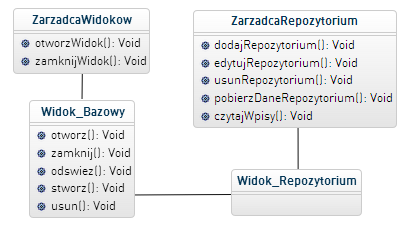 ZarzadcaWidokow
otworzWidok(): Void
zamknijWidok(): Void
ZarzadcaRepozytorium
dodajRepozytorium(): Void
edytujRepozytorium(): Void
usunRepozytorium(): Void
pobierzDaneRepozytorium(): Void
czytajWpisy(): Void
Widok_Bazowy
otworz(): Void
zamknij(): Void
odswiez(): Void
stworz(): Void
usun(): Void
Widok_Repozytorium